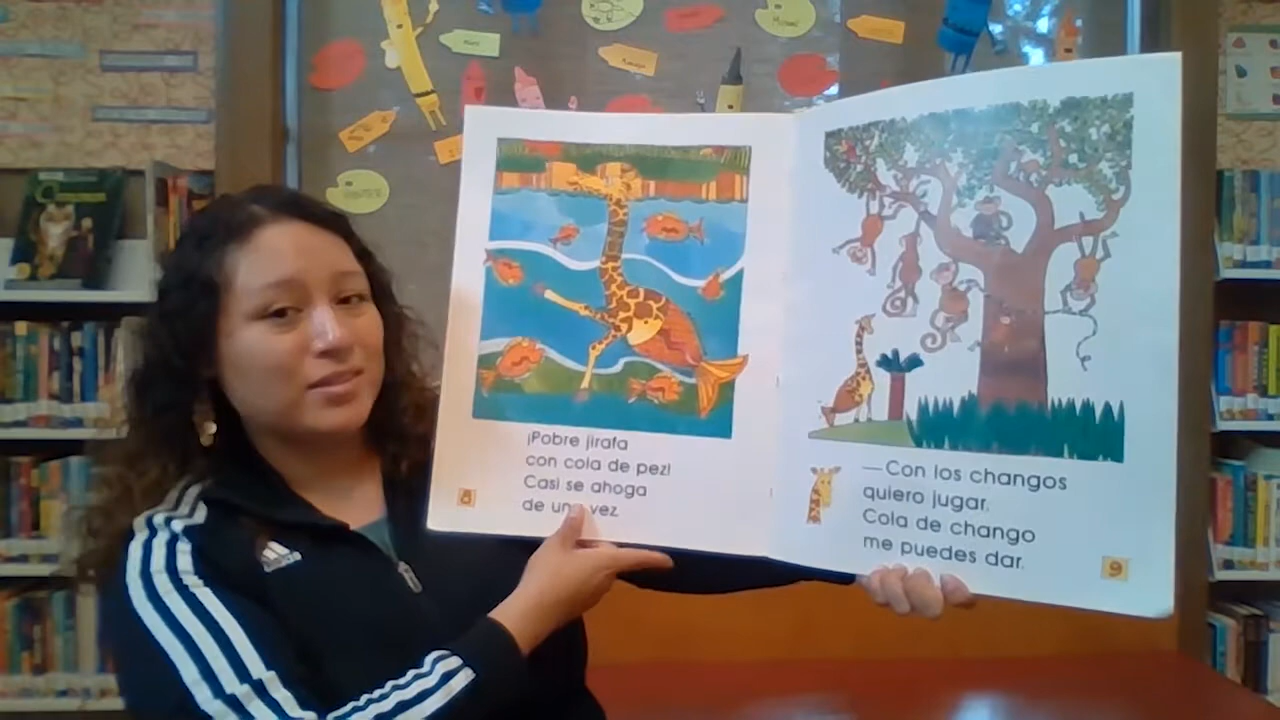 ¡Pobre jirafa
con cola de pez!
Casi se ahoga
de una vez.
8
—Con los changos
quiero jugar.
Cola de chango
me puedes dar.
9
adidas